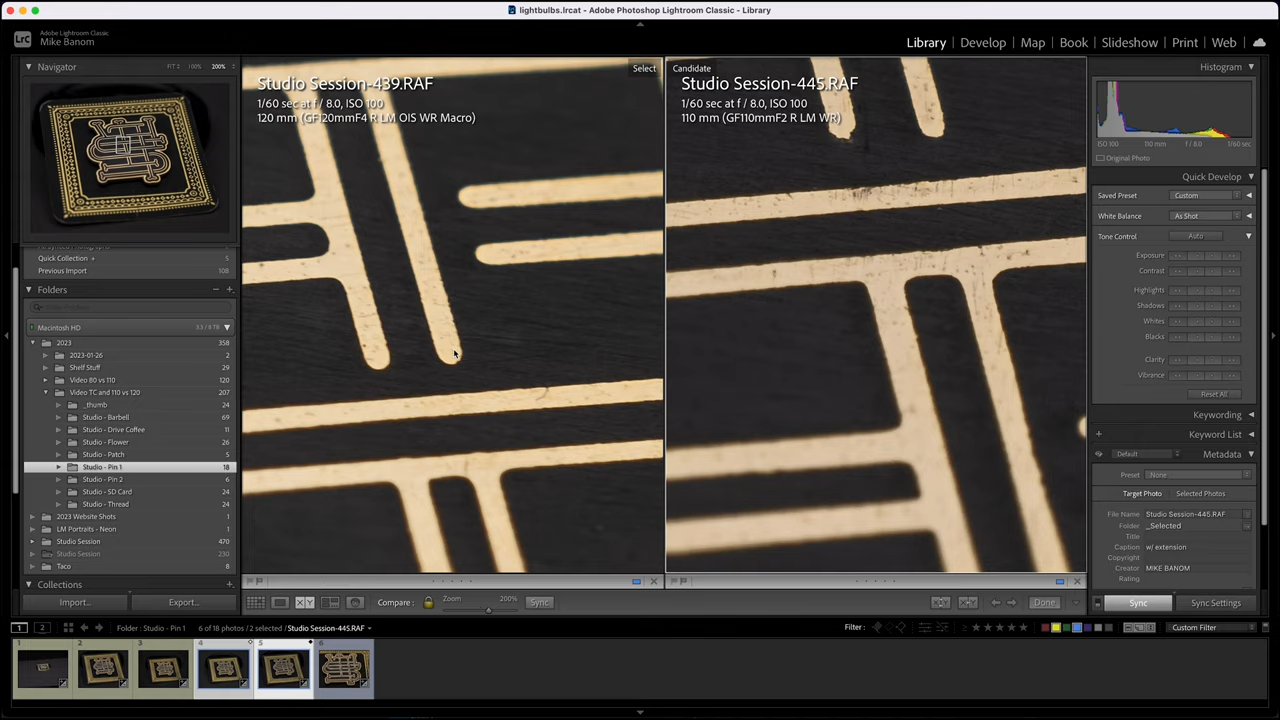 lightbulbs.lrcat - Adobe Photoshop Lightroom Classic - Library
LrC
Adobe Lightroom Classic
Mike Banom
Library | Develop | Map | Book | Slideshow | Print | Web
Navigator
FIT 100% 200%
Quick Collection + 5
Previous Import 108
Folders
Macintosh HD
2023 358
2023-01-26 2
Shelf Stuff 29
Video 80 vs 110 120
Video TC and 110 vs 120 207
_thumb 24
Studio - Barbell 69
Studio - Drive Coffee 11
Studio - Flower 26
Studio - Patch 5
Studio - Pin 1 18
Studio - Pin 2 6
Studio - SD Card 24
Studio - Thread 24
2023 Website Shots 1
LM Portraits - Neon 1
Studio Session 470
Studio Session 230
Taco 8
Collections
Import...
Export...
Select
Studio Session-439.RAF
1/60 sec at f / 8.0, ISO 100
120 mm (GF120mmF4 R LM OIS WR Macro)
Candidate
Studio Session-445.RAF
1/60 sec at f / 8.0, ISO 100
110 mm (GF110mmF2 R LM WR)
Compare :
Zoom
200%
Sync
Done
Histogram
ISO 100 110 mm f / 8.0 1/60 sec
Original Photo
Quick Develop
Saved Preset Custom
White Balance As Shot
Tone Control Auto
Exposure
Contrast
Highlights
Shadows
Whites
Blacks
Clarity
Vibrance
Reset All
Keywording
Keyword List
Default
Metadata
Preset None
Target Photo Selected Photos
File Name Studio Session-445.RAF
Folder _Selected
Title
Caption w/ extension
Copyright
Creator MIKE BANOM
Rating
Sync
Sync Settings
1 2
Folder : Studio - Pin 1
6 of 18 photos / 2 selected / Studio Session-445.RAF
Filter :
Custom Filter
1 2 3 4 5 6